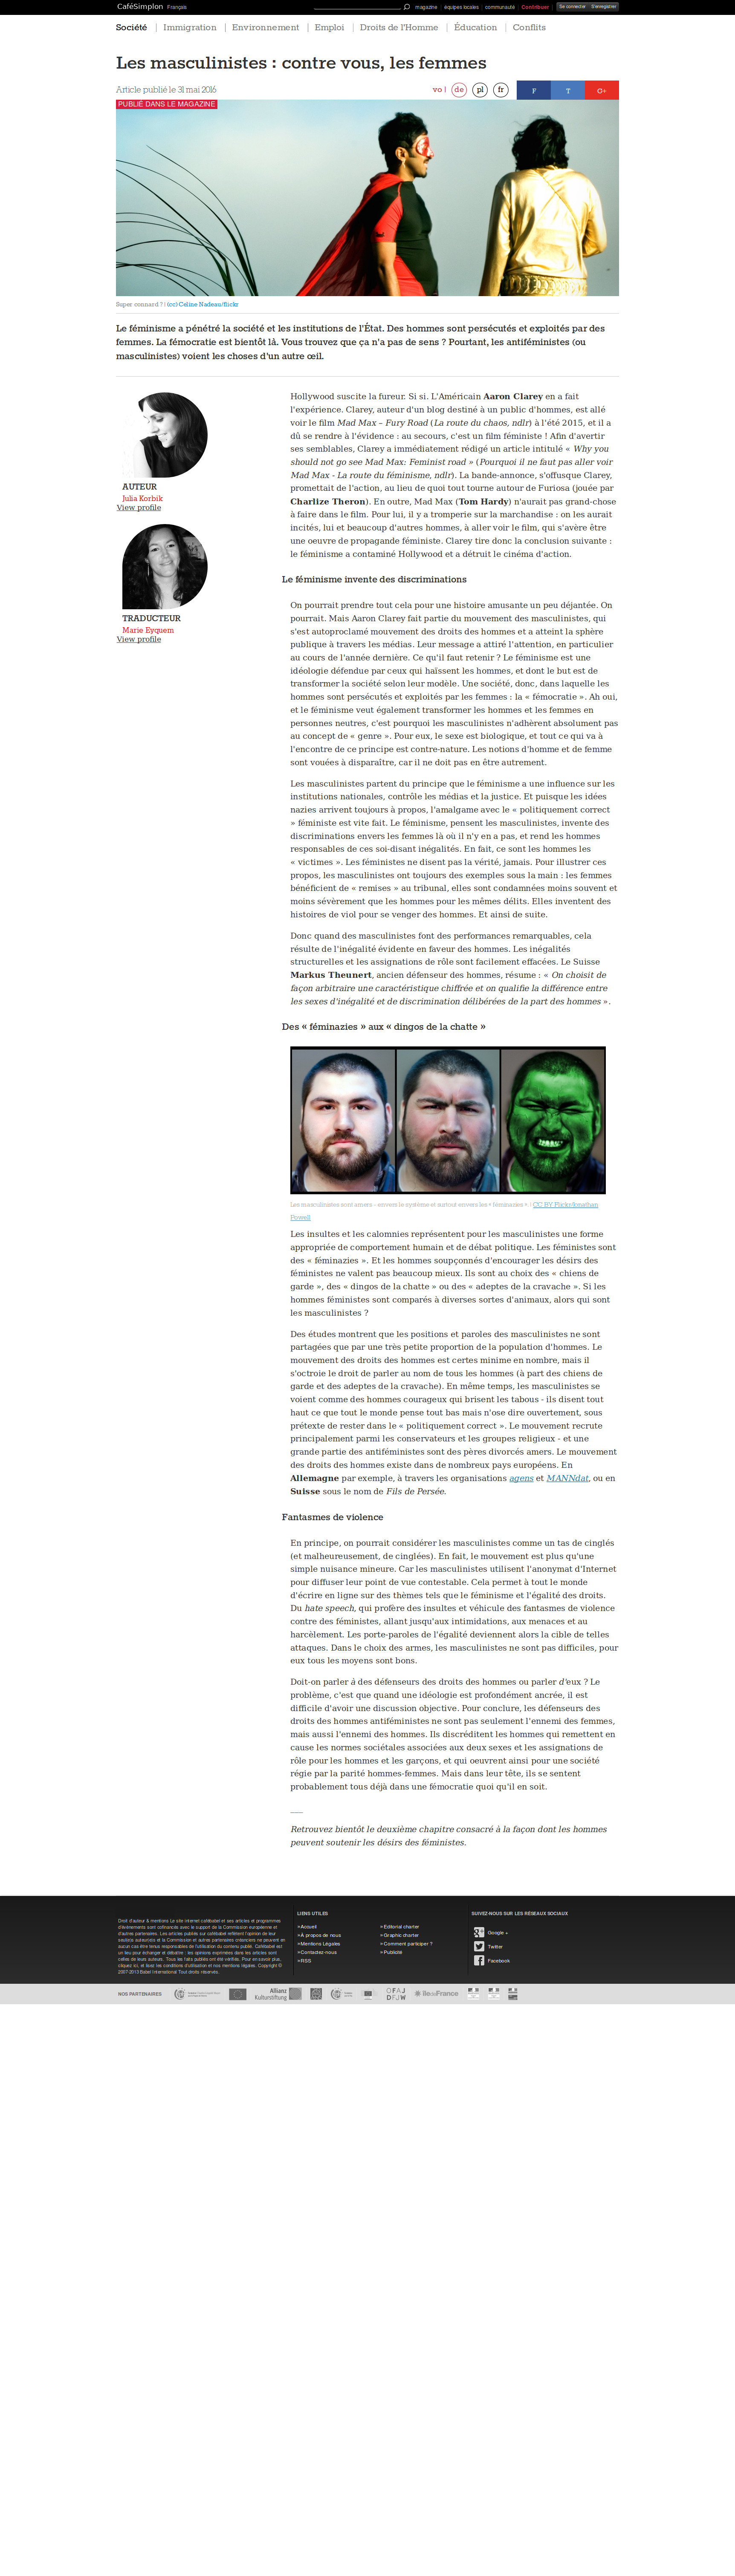 CaféSimplon Français
magazine équipes locales communauté Contribuer Se connecter S'enregistrer
Société Immigration Environnement Emploi Droits de l'Homme Éducation Conflits
Les masculinistes : contre vous, les femmes
Article publié le 31 mai 2016
vo | de pl fr F T G+
PUBLIÉ DANS LE MAGAZINE
Super connard ? | (cc) Celine Nadeau/flickr
Le féminisme a pénétré la société et les institutions de l'État. Des hommes sont persécutés et exploités par des
femmes. La fémocratie est bientôt là. Vous trouvez que ça n'a pas de sens ? Pourtant, les antiféministes (ou
masculinistes) voient les choses d'un autre œil.
AUTEUR
Julia Korbik
View profile
TRADUCTEUR
Marie Eyquem
View profile
Hollywood suscite la fureur. Si si. L'Américain Aaron Clarey en a fait
l'expérience. Clarey, auteur d'un blog destiné à un public d'hommes, est allé
voir le film Mad Max – Fury Road (La route du chaos, ndlr) à l'été 2015, et il a
dû se rendre à l'évidence : au secours, c'est un film féministe ! Afin d'avertir
ses semblables, Clarey a immédiatement rédigé un article intitulé « Why you
should not go see Mad Max: Feminist road » (Pourquoi il ne faut pas aller voir
Mad Max - La route du féminisme, ndlr). La bande-annonce, s'offusque Clarey,
promettait de l'action, au lieu de quoi tout tourne autour de Furiosa (jouée par
Charlize Theron). En outre, Mad Max (Tom Hardy) n'aurait pas grand-chose
à faire dans le film. Pour lui, il y a tromperie sur la marchandise : on les aurait
incités, lui et beaucoup d'autres hommes, à aller voir le film, qui s'avère être
une oeuvre de propagande féministe. Clarey tire donc la conclusion suivante :
le féminisme a contaminé Hollywood et a détruit le cinéma d'action.
Le féminisme invente des discriminations
On pourrait prendre tout cela pour une histoire amusante un peu déjantée. On
pourrait. Mais Aaron Clarey fait partie du mouvement des masculinistes, qui
s'est autoproclamé mouvement des droits des hommes et a atteint la sphère
publique à travers les médias. Leur message a attiré l'attention, en particulier
au cours de l'année dernière. Ce qu'il faut retenir ? Le féminisme est une
idéologie défendue par ceux qui haïssent les hommes, et dont le but est de
transformer la société selon leur modèle. Une société, donc, dans laquelle les
hommes sont persécutés et exploités par les femmes : la « fémocratie ». Ah oui,
et le féminisme veut également transformer les hommes et les femmes en
personnes neutres, c'est pourquoi les masculinistes n'adhèrent absolument pas
au concept de « genre ». Pour eux, le sexe est biologique, et tout ce qui va à
l'encontre de ce principe est contre-nature. Les notions d'homme et de femme
sont vouées à disparaître, car il ne doit pas en être autrement.
Les masculinistes partent du principe que le féminisme a une influence sur les
institutions nationales, contrôle les médias et la justice. Et puisque les idées
nazies arrivent toujours à propos, l'amalgame avec le « politiquement correct
» féministe est vite fait. Le féminisme, pensent les masculinistes, invente des
discriminations envers les femmes là où il n'y en a pas, et rend les hommes
responsables de ces soi-disant inégalités. En fait, ce sont les hommes les
« victimes ». Les féministes ne disent pas la vérité, jamais. Pour illustrer ces
propos, les masculinistes ont toujours des exemples sous la main : les femmes
bénéficient de « remises » au tribunal, elles sont condamnées moins souvent et
moins sévèrement que les hommes pour les mêmes délits. Elles inventent des
histoires de viol pour se venger des hommes. Et ainsi de suite.
Donc quand des masculinistes font des performances remarquables, cela
résulte de l'inégalité évidente en faveur des hommes. Les inégalités
structurelles et les assignations de rôle sont facilement effacées. Le Suisse
Markus Theunert, ancien défenseur des hommes, résume : « On choisit de
façon arbitraire une caractéristique chiffrée et on qualifie la différence entre
les sexes d'inégalité et de discrimination délibérées de la part des hommes ».
Des « féminazies » aux « dingos de la chatte »
Les masculinistes sont amers - envers le système et surtout envers les « féminazies » | CC BY Flickr/Jonathan
Powell
Les insultes et les calomnies représentent pour les masculinistes une forme
appropriée de comportement humain et de débat politique. Les féministes sont
des « féminazies ». Et les hommes soupçonnés d'encourager les désirs des
féministes ne valent pas beaucoup mieux. Ils sont au choix des « chiens de
garde », des « dingos de la chatte » ou des « adeptes de la cravache ». Si les
hommes féministes sont comparés à diverses sortes d'animaux, alors qui sont
les masculinistes ?
Des études montrent que les positions et paroles des masculinistes ne sont
partagées que par une très petite proportion de la population d'hommes. Le
mouvement des droits des hommes est certes minime en nombre, mais il
s'octroie le droit de parler au nom de tous les hommes (à part des chiens de
garde et des adeptes de la cravache). En même temps, les masculinistes se
voient comme des hommes courageux qui brisent les tabous - ils disent tout
haut ce que tout le monde pense tout bas mais n'ose dire ouvertement, sous
prétexte de rester dans le « politiquement correct ». Le mouvement recrute
principalement parmi les conservateurs et les groupes religieux - et une
grande partie des antiféministes sont des pères divorcés amers. Le mouvement
des droits des hommes existe dans de nombreux pays européens. En
Allemagne par exemple, à travers les organisations agens et MANNdat, ou en
Suisse sous le nom de Fils de Persée.
Fantasmes de violence
En principe, on pourrait considérer les masculinistes comme un tas de cinglés
(et malheureusement, de cinglées). En fait, le mouvement est plus qu'une
simple nuisance mineure. Car les masculinistes utilisent l'anonymat d'Internet
pour diffuser leur point de vue contestable. Cela permet à tout le monde
d'écrire en ligne sur des thèmes tels que le féminisme et l'égalité des droits.
Du hate speech, qui profère des insultes et véhicule des fantasmes de violence
contre des féministes, allant jusqu'aux intimidations, aux menaces et au
harcèlement. Les porte-paroles de l'égalité deviennent alors la cible de telles
attaques. Dans le choix des armes, les masculinistes ne sont pas difficiles, pour
eux tous les moyens sont bons.
Doit-on parler à des défenseurs des droits des hommes ou parler d'eux ? Le
problème, c'est que quand une idéologie est profondément ancrée, il est
difficile d'avoir une discussion objective. Pour conclure, les défenseurs des
droits des hommes antiféministes ne sont pas seulement l'ennemi des femmes,
mais aussi l'ennemi des hommes. Ils discréditent les hommes qui remettent en
cause les normes sociétales associées aux deux sexes et les assignations de
rôle pour les hommes et les garçons, et qui oeuvrent ainsi pour une société
régie par la parité hommes-femmes. Mais dans leur tête, ils se sentent
probablement tous déjà dans une fémocratie quoi qu'il en soit.
Retrouvez bientôt le deuxième chapitre consacré à la façon dont les hommes
peuvent soutenir les désirs des féministes.
Droit d'auteur & mentions Le site internet cafébabel et ses articles et programmes
d'événements sont cofinancés avec le support de la Commission européenne et
d'autres partenaires. Les articles publiés sur cafébabel reflètent l'opinion de leur
seul(e)s auteur(e)s et la Commission et autres partenaires créanciers ne peuvent en
aucun cas être tenus responsables de l'utilisation du contenu publié. Cafébabel est
un lieu pour échanger et débattre : les opinions exprimées dans les articles sont
celles de leurs auteurs. Tous les faits publiés ont été vérifiés. Pour en savoir plus,
cliquez ici, et lisez les conditions d'utilisation et nos mentions légales. Copyright ©
2007-2013 Babel International Tout droits réservés.
LIENS UTILES
» Accueil
» À propos de nous
» Mentions Légales
» Contactez-nous
» RSS
» Éditorial charter
» Graphic charter
» Comment participer ?
» Publicité
SUIVEZ-NOUS SUR LES RÉSEAUX SOCIAUX
Google +
Twitter
Facebook
NOS PARTENAIRES
Allianz
Kulturstiftung
OFAJ
DFJW
île de France